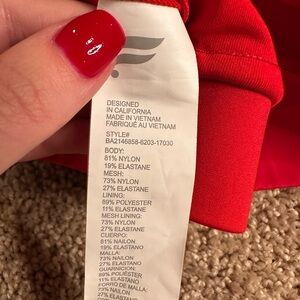 DESIGNED
IN CALIFORNIA
MADE IN VIETNAM
FABRIQUÉ AU VIETNAM
STYLE#
BA2146858-6203-17030
BODY:
81% NYLON
19% ELASTANE
MESH:
73% NYLON
27% ELASTANE
LINING:
89% POLYESTER
11% ELASTANE
MESH LINING:
73% NYLON
27% ELASTANE
CUERPO:
81% NAILON
19% ELASTANO
MALLA:
73% NAILON
27% ELASTANO
GUARNICION:
89% POLIESTER
11% ELASTANO
FORRO DE MALLA:
73% NAILON
27% ELASTANO